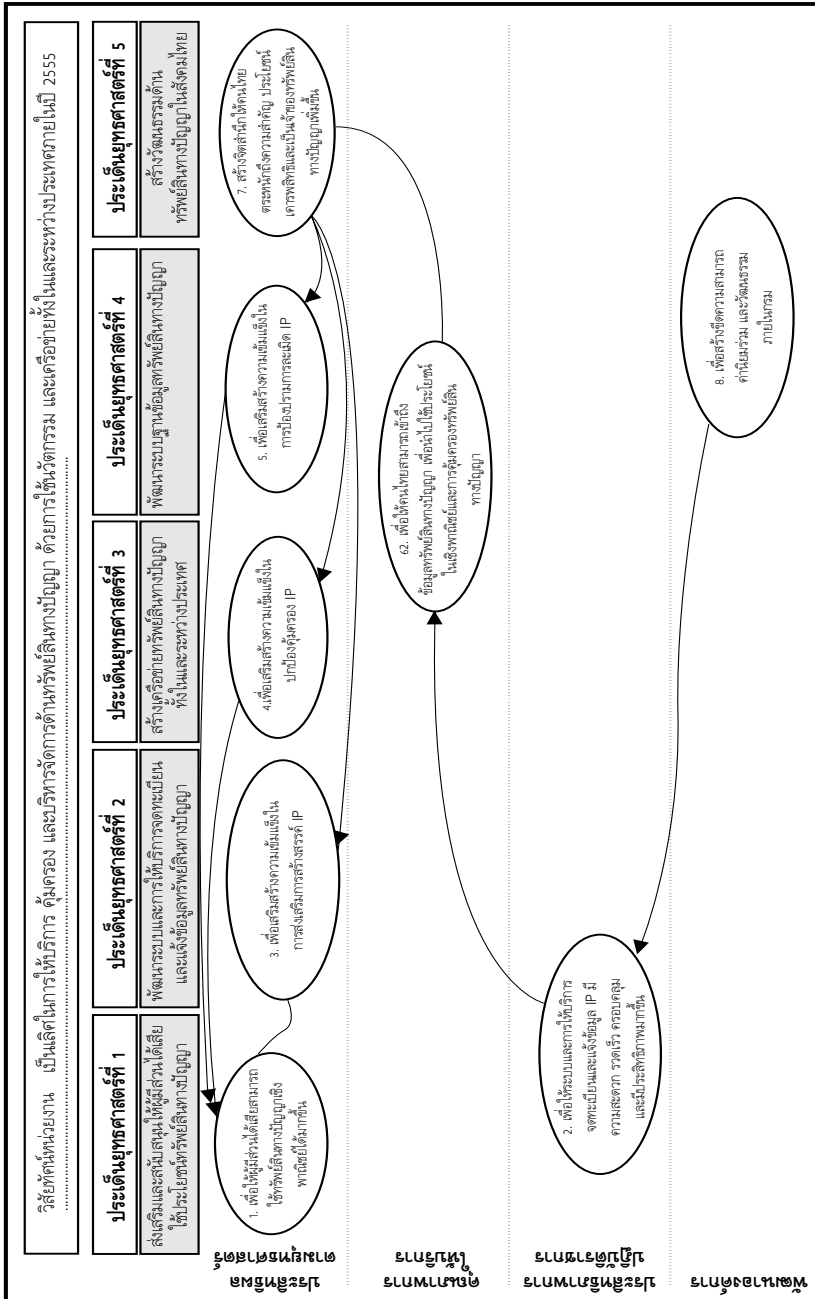 วิสัยทัศน์หน่วยงาน เป็นเลิศในการให้บริการ คุ้มครอง และบริหารจัดการด้านทรัพย์สินทางปัญญา ด้วยการใช้นวัตกรรม และเครือข่ายทั้งในและระหว่างประเทศภายในปี 2555
ประเด็นยุทธศาสตร์ที่ 1
ส่งเสริมและสนับสนุนให้ผู้มีส่วนได้เสีย
ใช้ประโยชน์ทรัพย์สินทางปัญญา
ประเด็นยุทธศาสตร์ที่ 2
พัฒนาระบบและการให้บริการจดทะเบียน
และแจ้งข้อมูลทรัพย์สินทางปัญญา
ประเด็นยุทธศาสตร์ที่ 3
สร้างเครือข่ายทรัพย์สินทางปัญญา
ทั้งในและระหว่างประเทศ
ประเด็นยุทธศาสตร์ที่ 4
พัฒนาระบบฐานข้อมูลทรัพย์สินทางปัญญา
ประเด็นยุทธศาสตร์ที่ 5
สร้างวัฒนธรรมด้าน
ทรัพย์สินทางปัญญาในสังคมไทย
ประสิทธิผล
ตามยุทธศาสตร์
1. เพื่อให้ผู้มีส่วนได้เสียสามารถ
ใช้ทรัพย์สินทางปัญญาเชิง
พาณิชย์ได้มากขึ้น
3. เพื่อเสริมสร้างความเข้มแข็งใน
การส่งเสริมการสร้างสรรค์ IP
4.เพื่อเสริมสร้างความเข้มแข็งใน
ปกป้องคุ้มครอง IP
5. เพื่อเสริมสร้างความเข้มแข็งใน
การป้องปรามการละเมิด IP
7. สร้างจิตสำนึกให้คนไทย
ตระหนักถึงความสำคัญ ประโยชน์
เคารพสิทธิและเป็นเจ้าของทรัพย์สิน
ทางปัญญาเพิ่มขึ้น
คุณภาพการ
ให้บริการ
62. เพื่อให้คนไทยสามารถเข้าถึง
ข้อมูลทรัพย์สินทางปัญญา เพื่อนำไปใช้ประโยชน์
ในเชิงพาณิชย์และการคุ้มครองทรัพย์สิน
ทางปัญญา
ประสิทธิภาพการ
ปฏิบัติราชการ
2. เพื่อให้ระบบและการให้บริการ
จดทะเบียนและแจ้งข้อมูล IP มี
ความสะดวก รวดเร็ว ครอบคลุม
และมีประสิทธิภาพมากขึ้น
พัฒนาองค์การ
8. เพื่อสร้างขีดความสามารถ
ค่านิยมร่วม และวัฒนธรรม
ภายในกรม